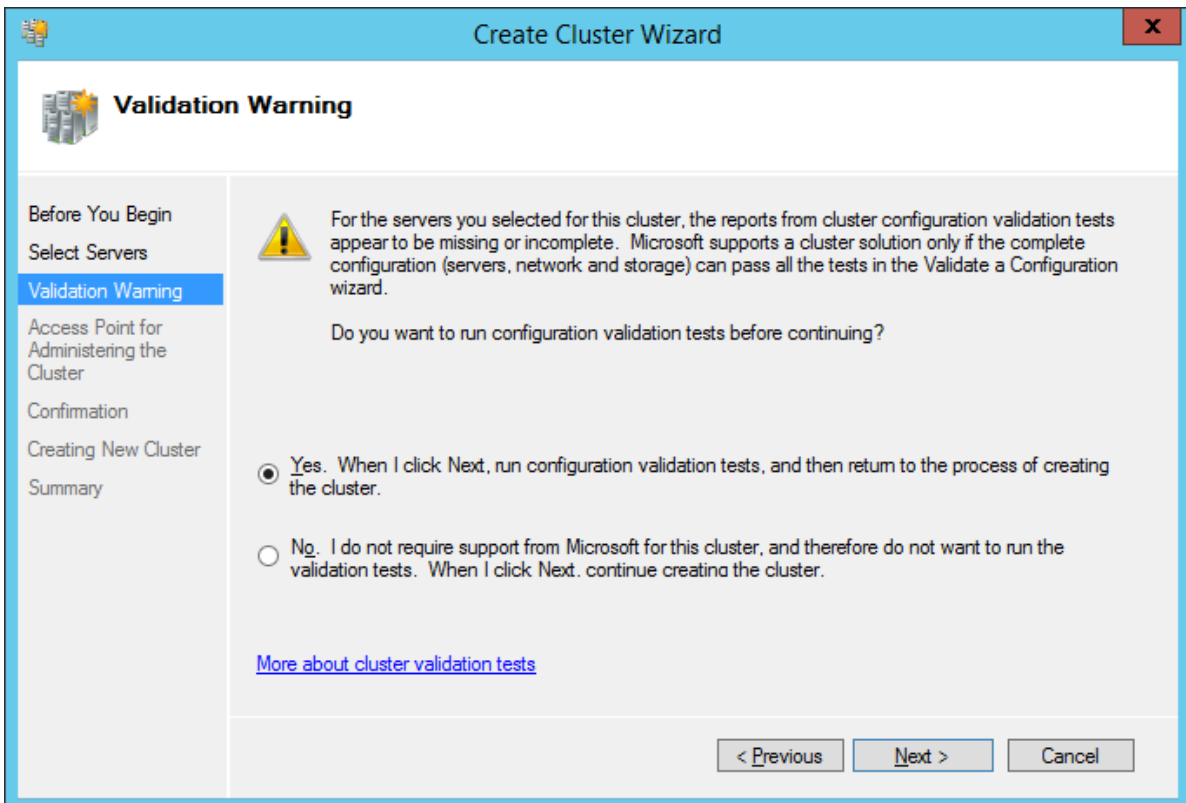 Create Cluster Wizard
x
Validation Warning
Before You Begin
Select Servers
Validation Warning
Access Point for
Administering the
Cluster
Confirmation
Creating New Cluster
Summary
For the servers you selected for this cluster, the reports from cluster configuration validation tests
appear to be missing or incomplete.  Microsoft supports a cluster solution only if the complete
configuration (servers, network and storage) can pass all the tests in the Validate a Configuration
wizard.
Do you want to run configuration validation tests before continuing?
Yes.  When I click Next, run configuration validation tests, and then return to the process of creating
the cluster.
No.  I do not require support from Microsoft for this cluster, and therefore do not want to run the
validation tests.  When I click Next, continue creating the cluster.
More about cluster validation tests
< Previous
Next >
Cancel